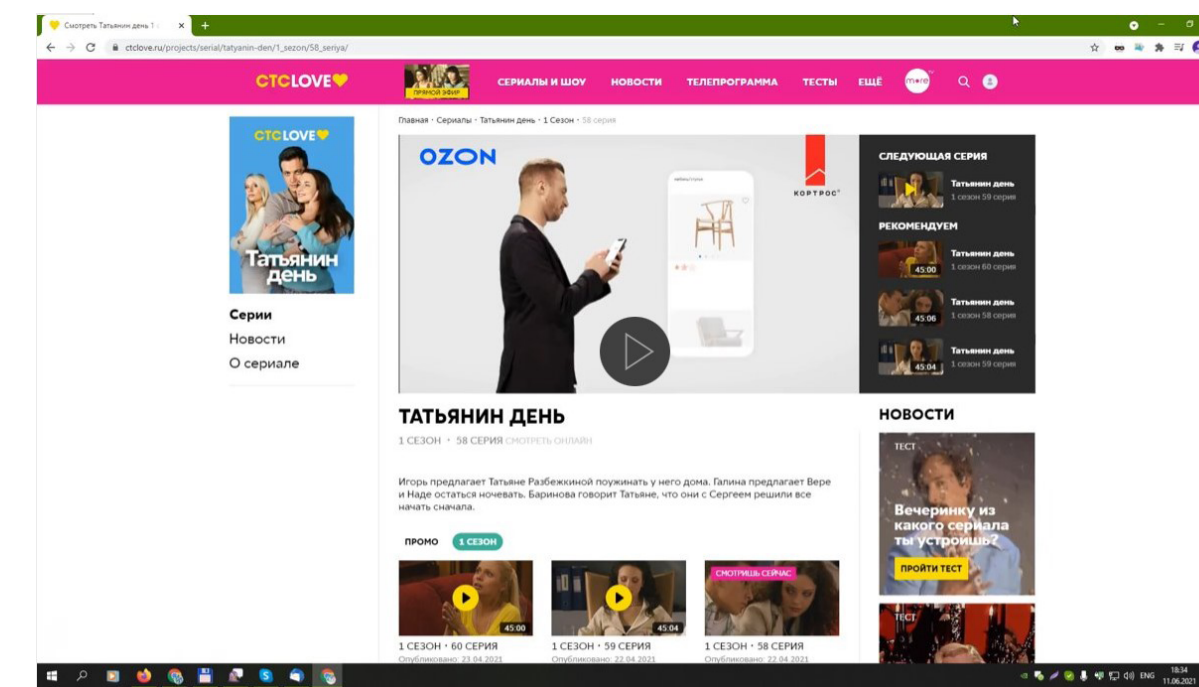 Смотреть Татьянин день 1
ctclove.ru/projects/serial/tatyanin-den/1_sezon/58_seriya/
CTCLOVE
ПРЯМОЙ ЭФИР
СЕРИАЛЫ И ШОУ
НОВОСТИ
ТЕЛЕПРОГРАММА
ТЕСТЫ
ЕЩЁ
more
Главная · Сериалы · Татьянин день · 1 Сезон · 58 серия
CTCLOVE
Татьянин
день
Серии
Новости
О сериале
OZON
КОРТРОС
СЛЕДУЮЩАЯ СЕРИЯ
Татьянин день
1 сезон 59 серия
РЕКОМЕНДУЕМ
Татьянин день
1 сезон 60 серия
45:00
Татьянин день
1 сезон 58 серия
45:06
Татьянин день
1 сезон 59 серия
45:04
ТАТЬЯНИН ДЕНЬ
1 СЕЗОН · 58 СЕРИЯ СМОТРЕТЬ ОНЛАЙН
Игорь предлагает Татьяне Разбежкиной поужинать у него дома. Галина предлагает Вере
и Наде остаться ночевать. Баринова говорит Татьяне, что они с Сергеем решили все
начать сначала.
ПРОМО
1 СЕЗОН
45:00
1 СЕЗОН · 60 СЕРИЯ
Опубликовано: 23.04.2021
45:04
1 СЕЗОН · 59 СЕРИЯ
Опубликовано: 22.04.2021
СМОТРИШЬ СЕЙЧАС
1 СЕЗОН · 58 СЕРИЯ
Опубликовано: 22.04.2021
НОВОСТИ
ТЕСТ
Вечеринку из
какого сериала
ты устроишь?
ПРОЙТИ ТЕСТ
ТЕСТ
ENG
18:34
11.06.2021